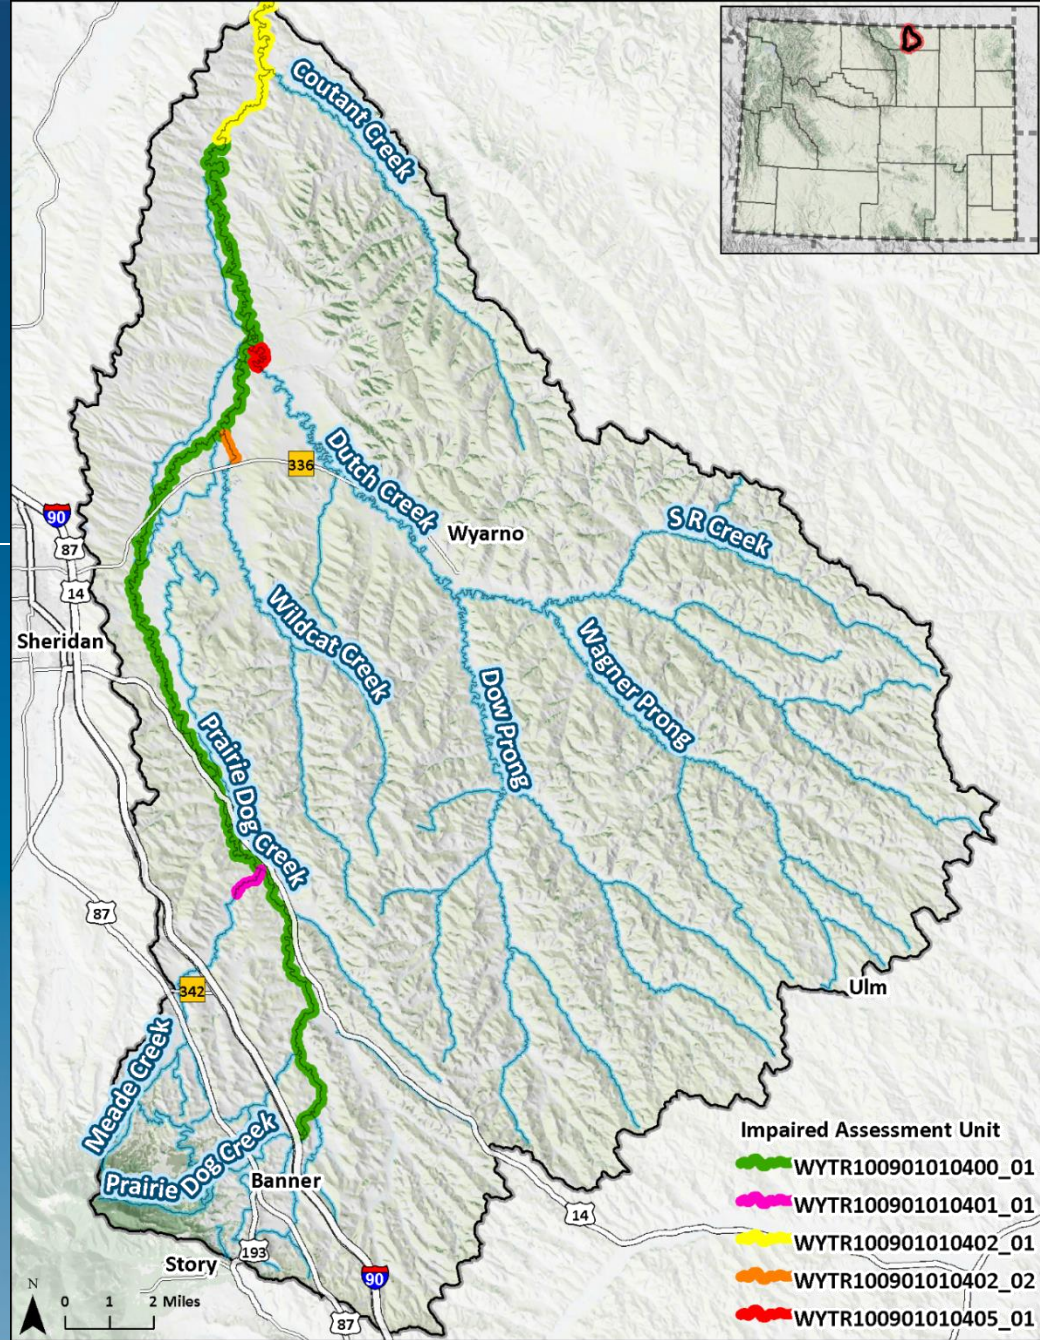 Coutant Creek
336
Dutch Creek
Wyarno
S R Creek
90
87
14
Sheridan
Wildcat Creek
Wagner Prong
Dow Prong
Prairie Dog Creek
87
342
Ulm
Meade Creek
Prairie Dog Creek
Banner
14
193
Story
90
87
N
0 1 2 Miles
Impaired Assessment Unit
WYTR100901010400_01
WYTR100901010401_01
WYTR100901010402_01
WYTR100901010402_02
WYTR100901010405_01